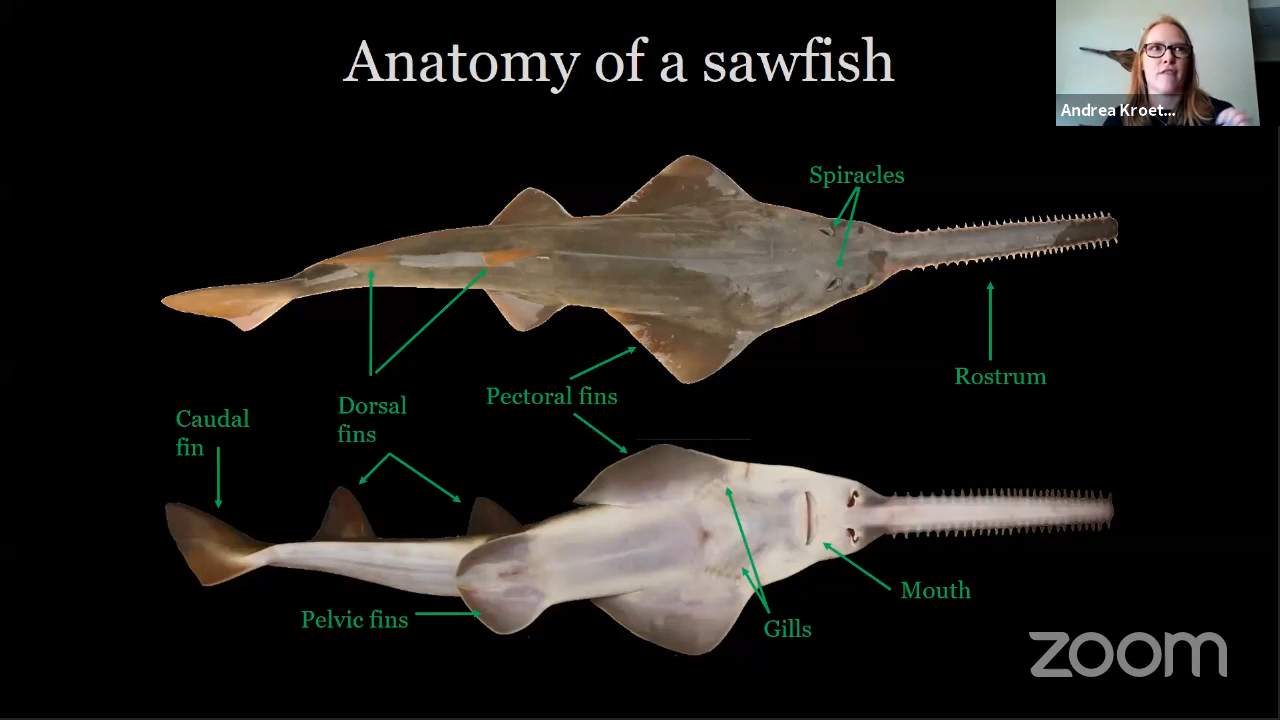 Anatomy of a sawfish
Andrea Kroet...
Spiracles
Rostrum
Pectoral fins
Dorsal
fins
Caudal
fin
Mouth
Pelvic fins
Gills
zoom